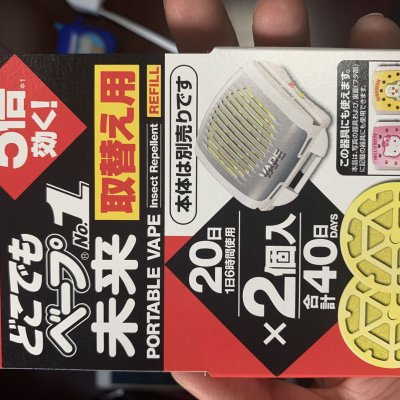 5倍
※1
効く!
どこでも
ベープ®No.1
未来
取替え用
PORTABLE VAPE Insect Repellent REFILL
本体は別売りです
VAPE
20日
1日6時間使用
×2個入
合計40日
DAYS
この器具にも使えます。